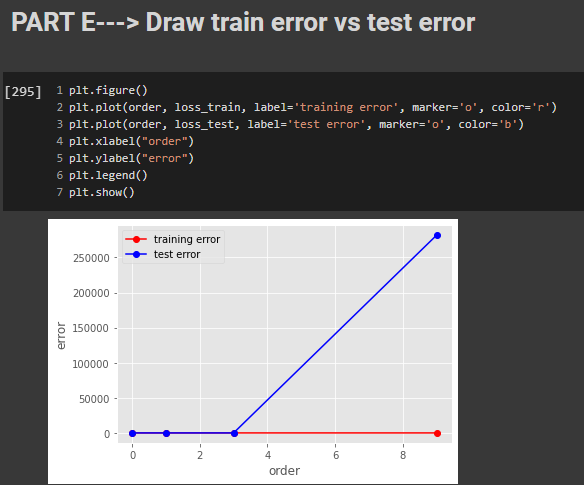 PART E---> Draw train error vs test error
[295]
1 plt.figure()
2 plt.plot(order, loss_train, label='training error', marker='o', color='r')
3 plt.plot(order, loss_test, label='test error', marker='o', color='b')
4 plt.xlabel("order")
5 plt.ylabel("error")
6 plt.legend()
7 plt.show()
training error
test error
250000
200000
150000
100000
50000
0
error
0 2 4 6 8
order